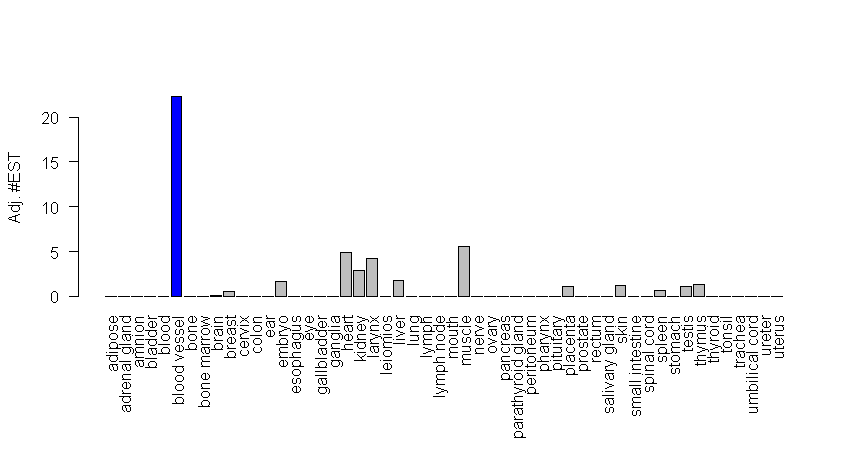 Adj. #EST
20
15
10
5
0
adipose
adrenal gland
amnion
bladder
blood
blood vessel
bone
bone marrow
brain
breast
cervix
colon
ear
embryo
esophagus
eye
gallbladder
ganglia
heart
kidney
larynx
leiomios
liver
lung
lymph
lymph node
mouth
muscle
nerve
ovary
pancreas
parathyroid gland
peritoneum
pharynx
pituitary
placenta
prostate
rectum
salivary gland
skin
small intestine
spinal cord
spleen
stomach
testis
thymus
thyroid
tonsil
trachea
umbilical cord
ureter
uterus